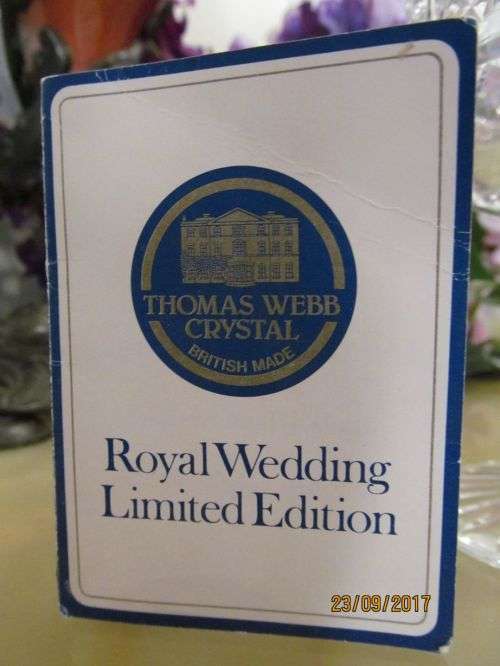 THOMAS WEBB
CRYSTAL
BRITISH MADE
Royal Wedding
Limited Edition
23/09/2017